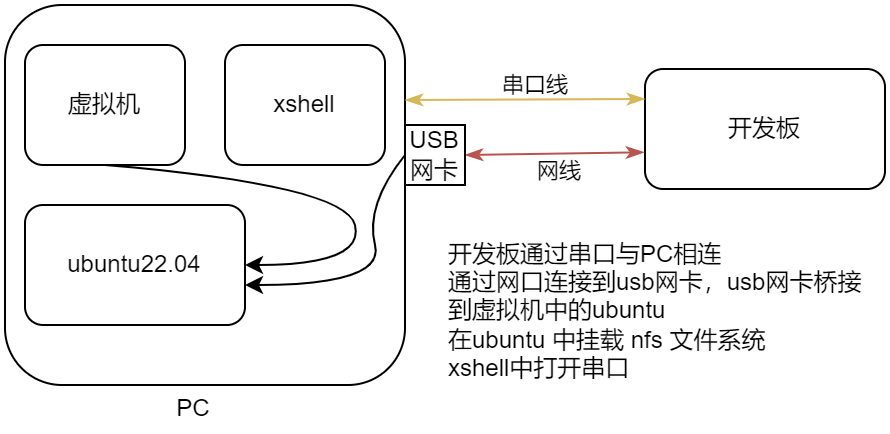 虚拟机
xshell
串口线
开发板
USB
网卡
网线
ubuntu22.04
开发板通过串口与PC相连
通过网口连接到usb网卡，usb网卡桥接
到虚拟机中的ubuntu
在ubuntu 中挂载 nfs 文件系统
xshell中打开串口
PC